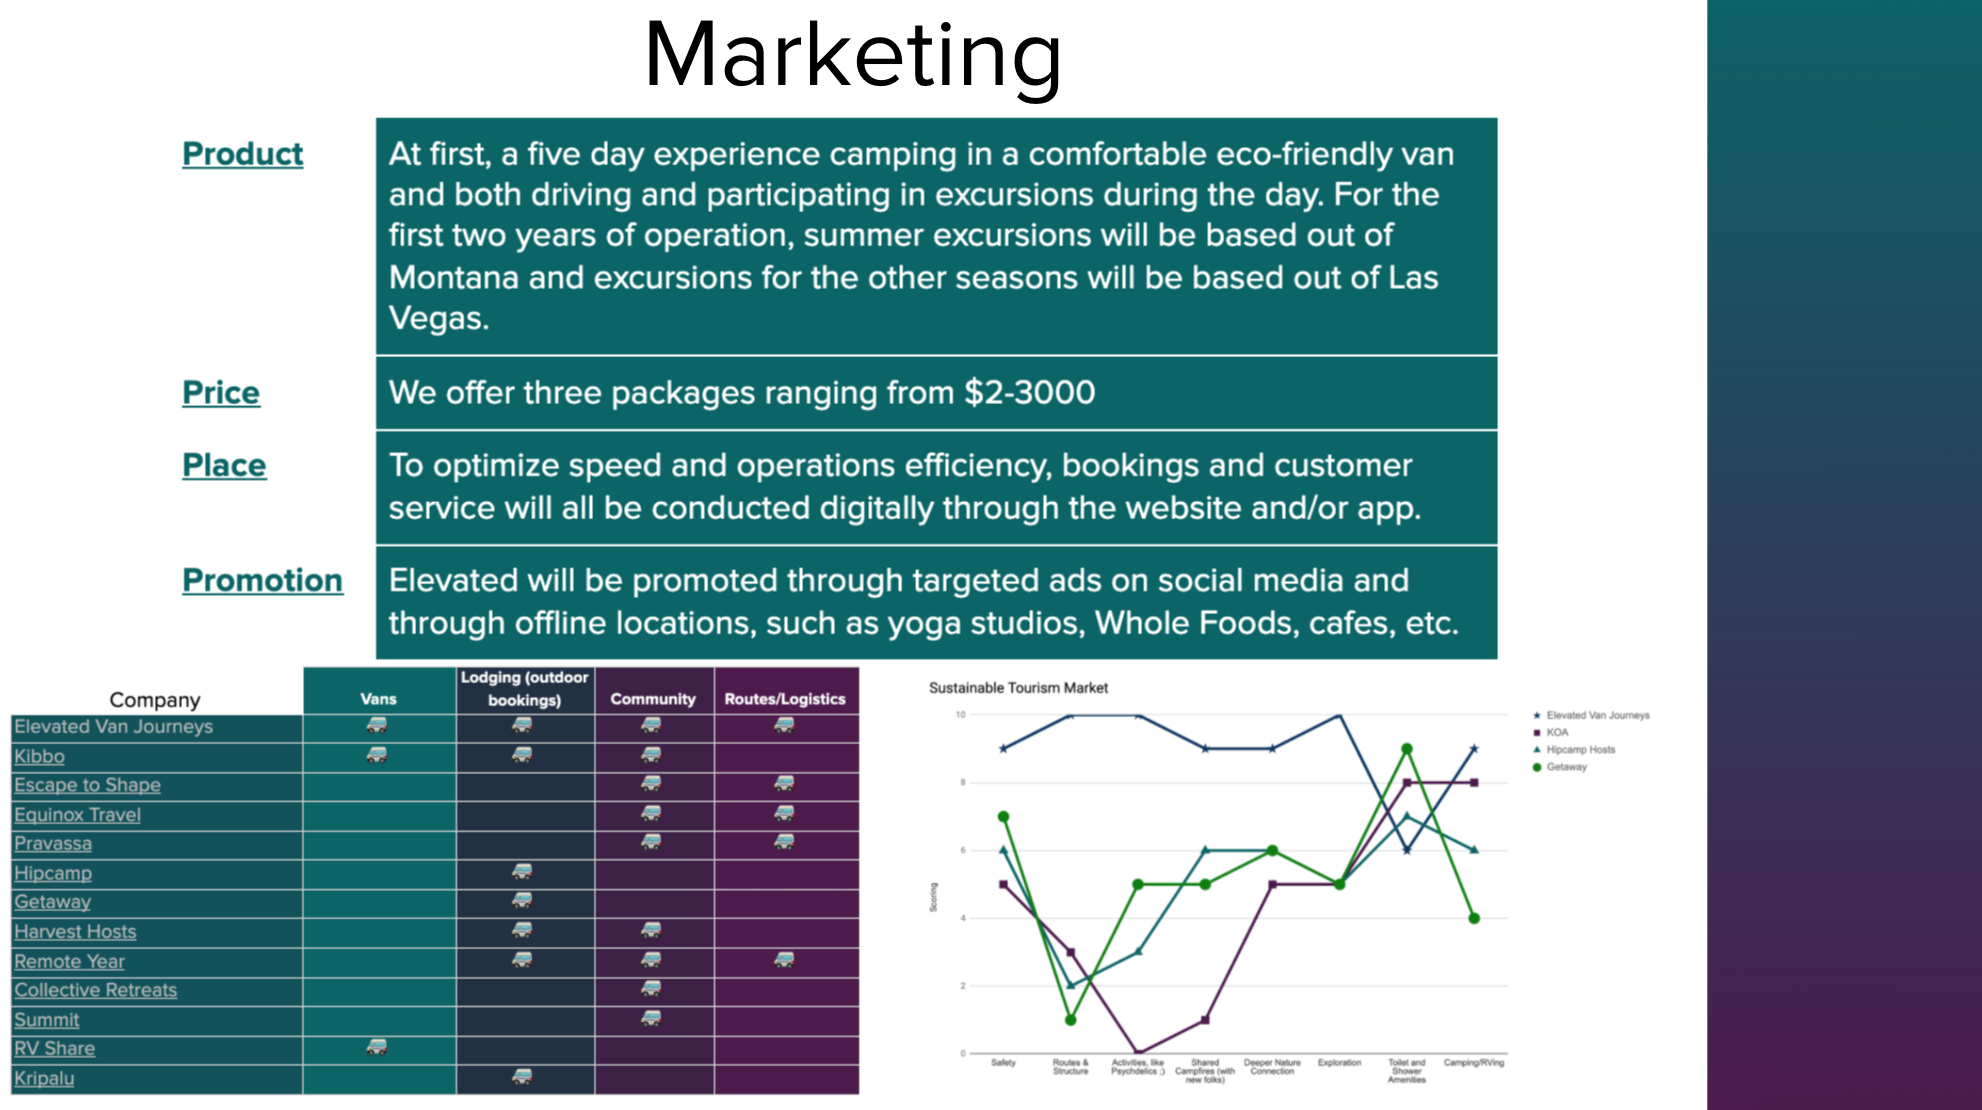 Marketing
Product
At first, a five day experience camping in a comfortable eco-friendly van
and both driving and participating in excursions during the day. For the
first two years of operation, summer excursions will be based out of
Montana and excursions for the other seasons will be based out of Las
Vegas.
Price
We offer three packages ranging from $2-3000
Place
To optimize speed and operations efficiency, bookings and customer
service will all be conducted digitally through the website and/or app.
Promotion
Elevated will be promoted through targeted ads on social media and
through offline locations, such as yoga studios, Whole Foods, cafes, etc.
Company
Vans
Lodging (outdoor
bookings)
Community
Routes/Logistics
Elevated Van Journeys
Kibbo
Escape to Shape
Equinox Travel
Pravassa
Hipcamp
Getaway
Harvest Hosts
Remote Year
Collective Retreats
Summit
RV Share
Kripalu
Sustainable Tourism Market
Scoring
10
8
6
4
2
0
Safety
Routes &
Structure
Activities, like
Psychdelics ;)
Shared
Campfires (with
new folks)
Deeper Nature
Connection
Exploration
Toilet and
Shower
Amenities
Camping/RVing
Elevated Van Journeys
KOA
Hipcamp Hosts
Getaway